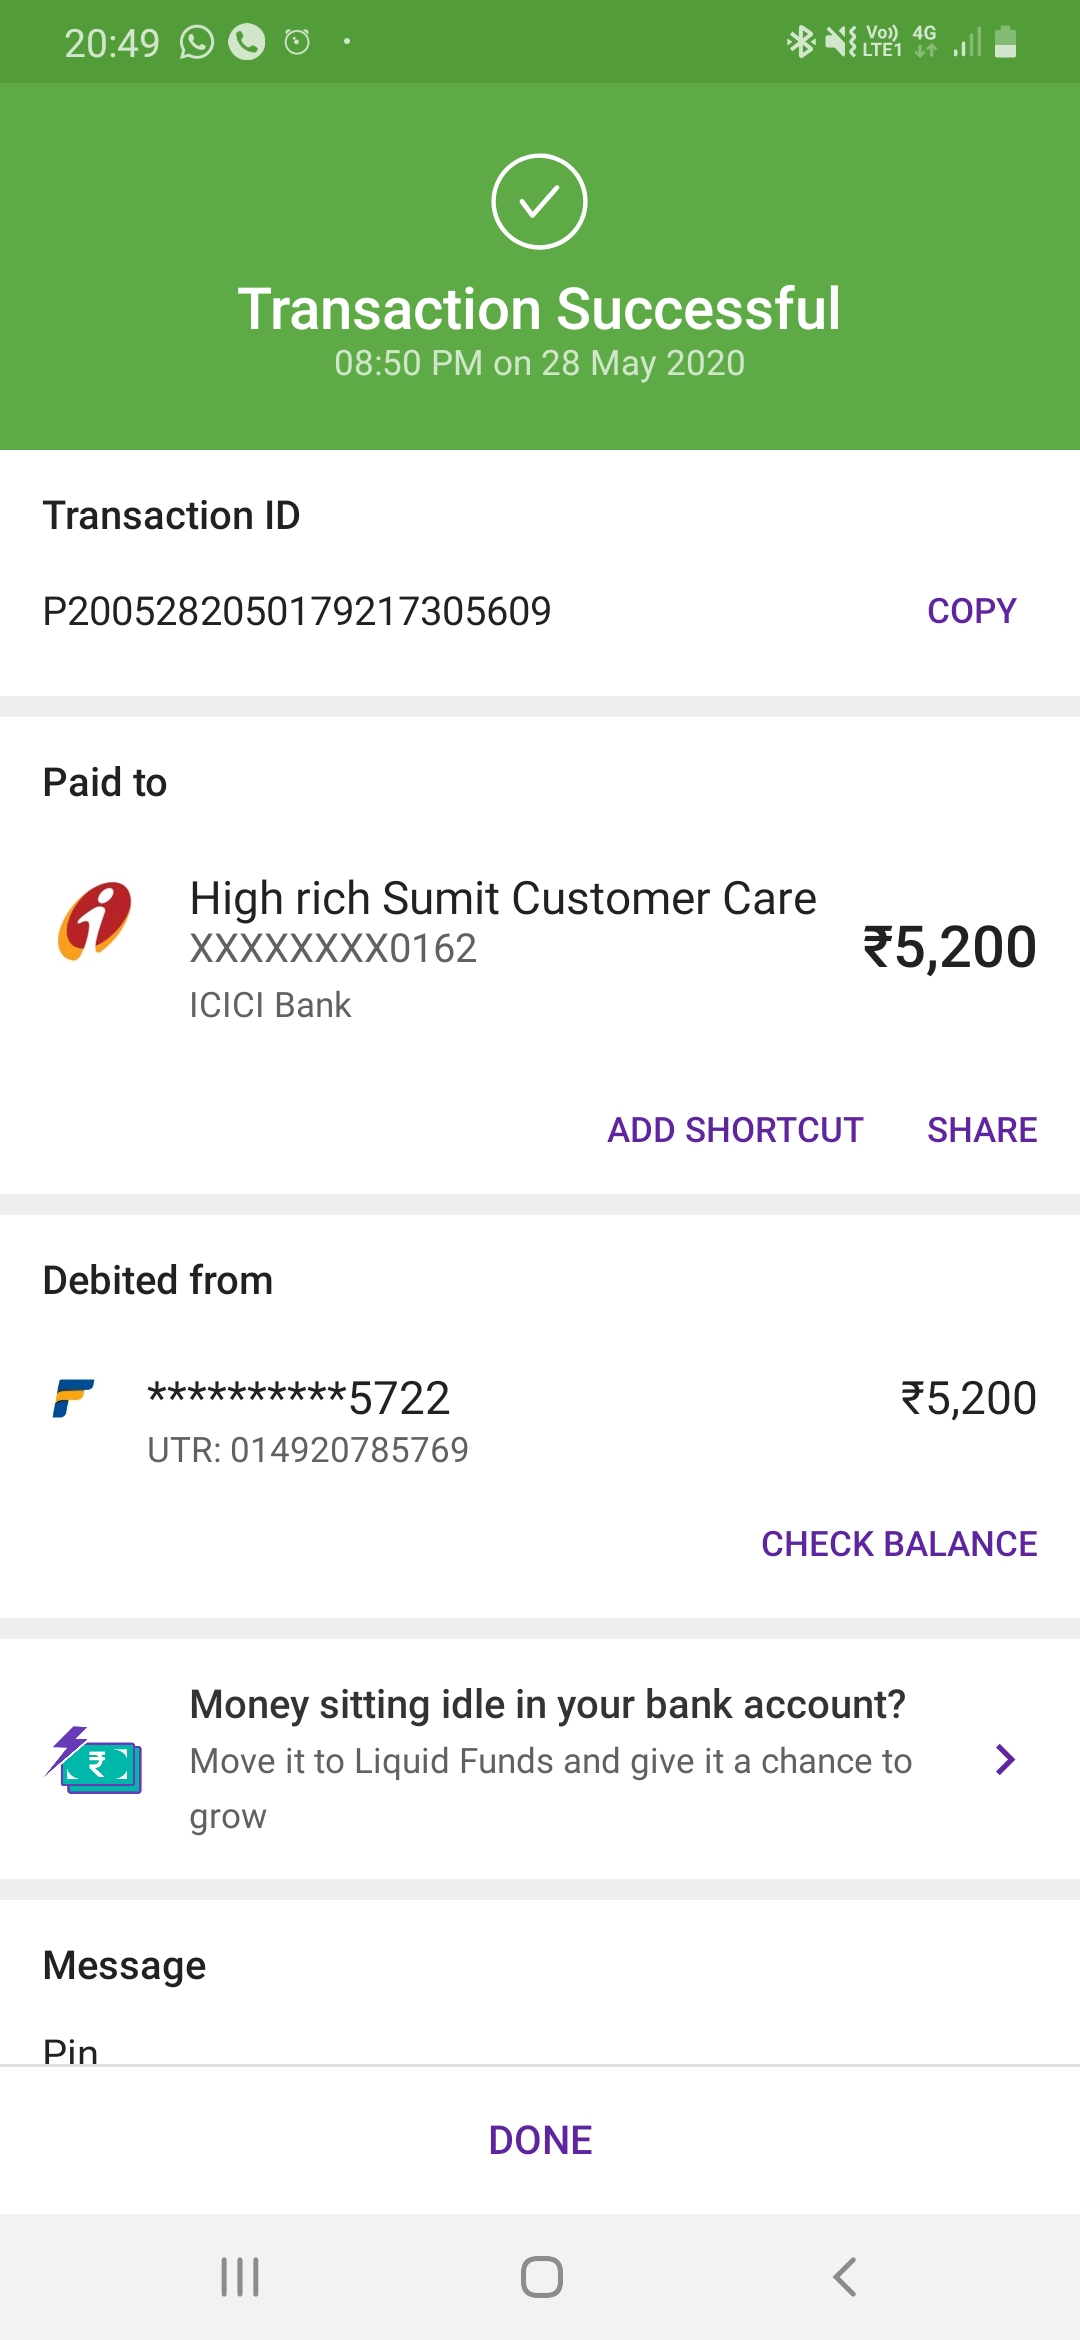 20:49
Vo)) 4G
LTE1
Transaction Successful
08:50 PM on 28 May 2020
Transaction ID
P2005282050179217305609 COPY
Paid to
High rich Sumit Customer Care
XXXXXXXX0162
₹5,200
ICICI Bank
ADD SHORTCUT SHARE
Debited from
**********5722 ₹5,200
UTR: 014920785769
CHECK BALANCE
Money sitting idle in your bank account?
Move it to Liquid Funds and give it a chance to
grow
Message
Pin
DONE